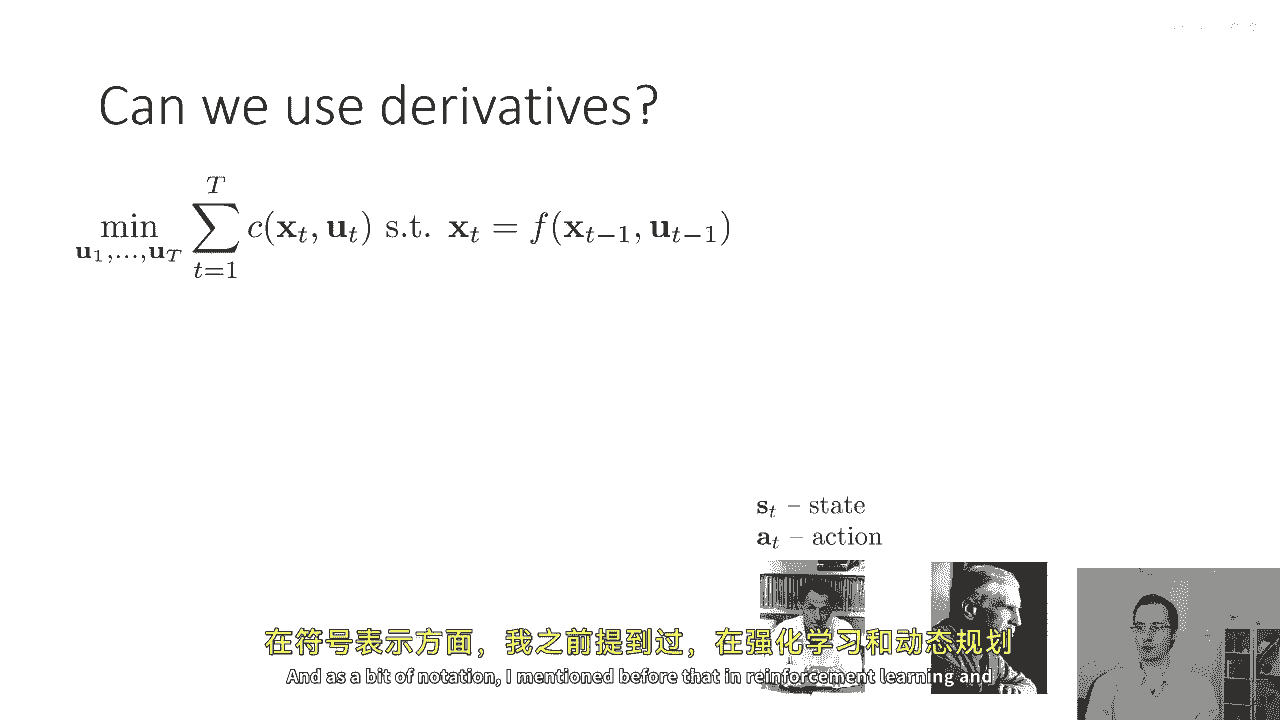 Can we use derivatives?
$\min_{\mathbf{u}_1,\ldots,\mathbf{u}_T} \sum_{t=1}^{T} c(\mathbf{x}_t, \mathbf{u}_t) \text{ s.t. } \mathbf{x}_t = f(\mathbf{x}_{t-1}, \mathbf{u}_{t-1})$
$\mathbf{s}_t$ – state
$\mathbf{a}_t$ – action
在符号表示方面，我之前提到过，在强化学习和动态规划
And as a bit of notation, I mentioned before that in reinforcement learning and